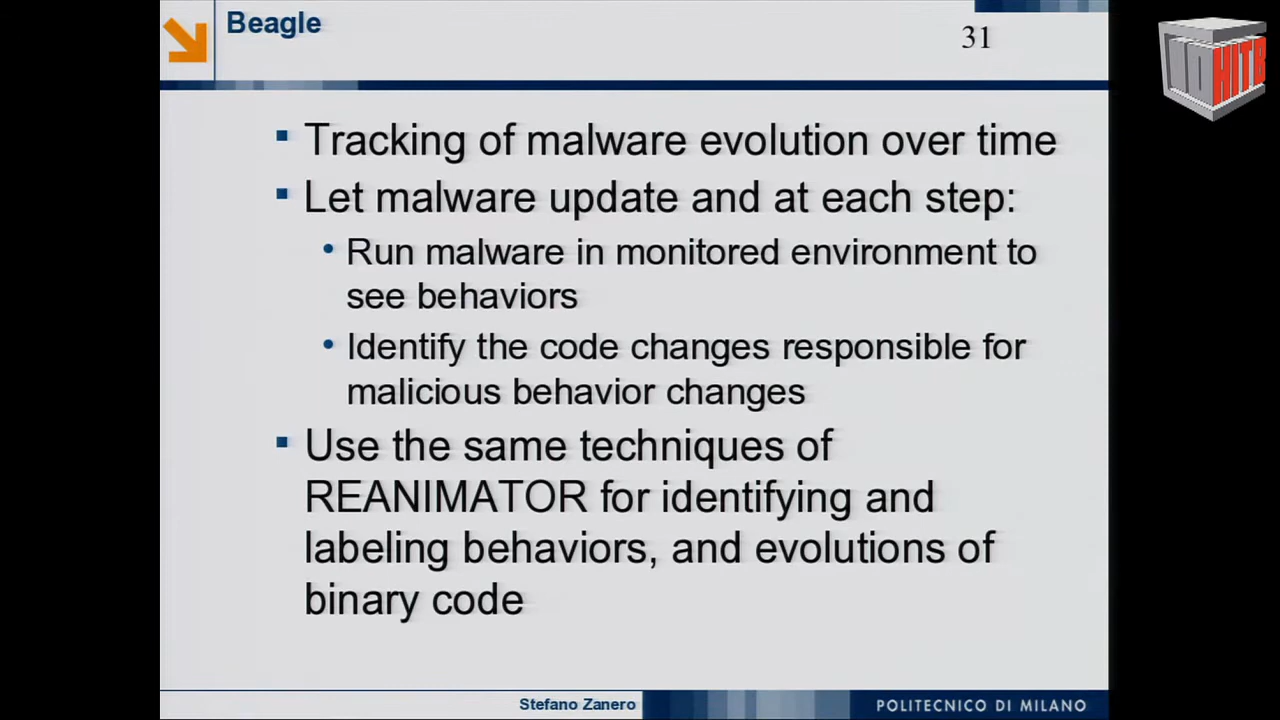 Beagle
31
HITB
Tracking of malware evolution over time
Let malware update and at each step:
Run malware in monitored environment to
see behaviors
Identify the code changes responsible for
malicious behavior changes
Use the same techniques of
REANIMATOR for identifying and
labeling behaviors, and evolutions of
binary code
Stefano Zanero
POLITECNICO DI MILANO